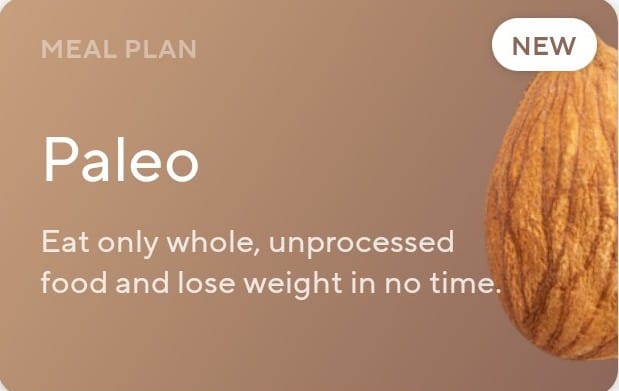 MEAL PLAN
NEW
Paleo
Eat only whole, unprocessed
food and lose weight in no time.